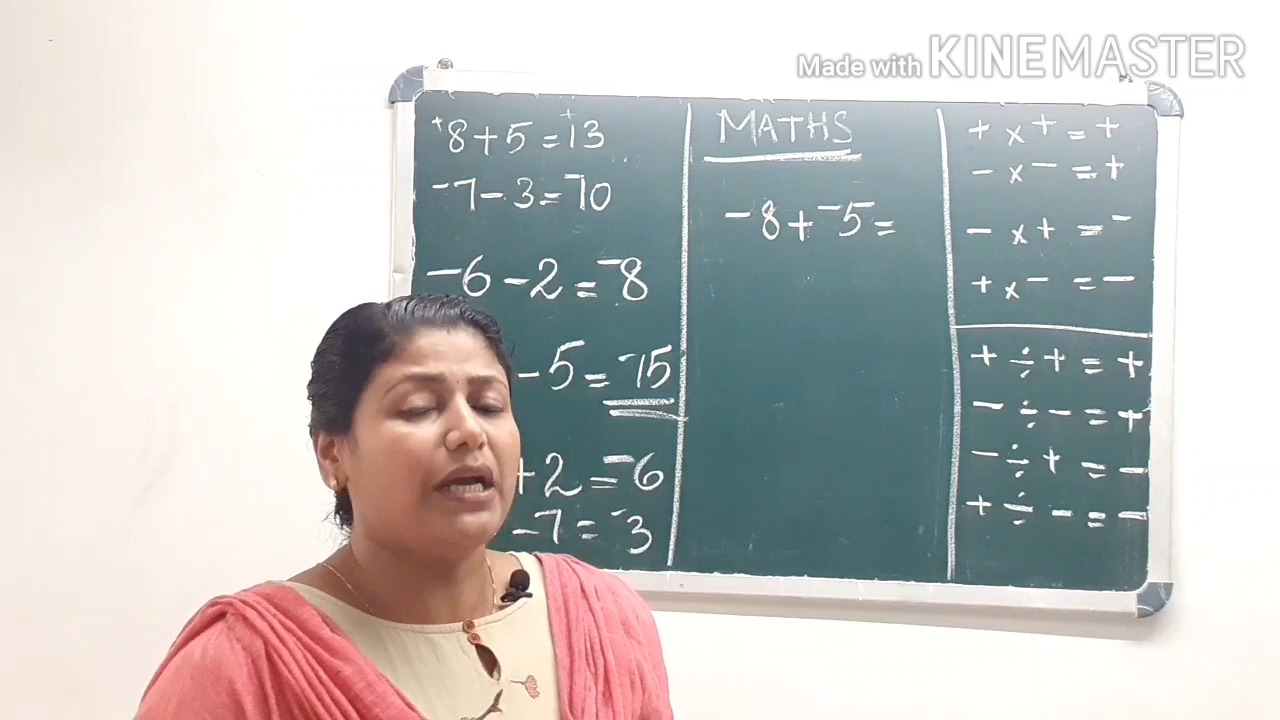 Made with KINEMASTER
+8+5=+13
-7-3=-10
-6-2=-8
-5=-15
+2=-6
-7=-3
MATHS
-8+-5=
+ x + = +
- x - = +
- x + = -
+ x - = -
+ ÷ + = +
- ÷ - = +
- ÷ + = -
+ ÷ - = -